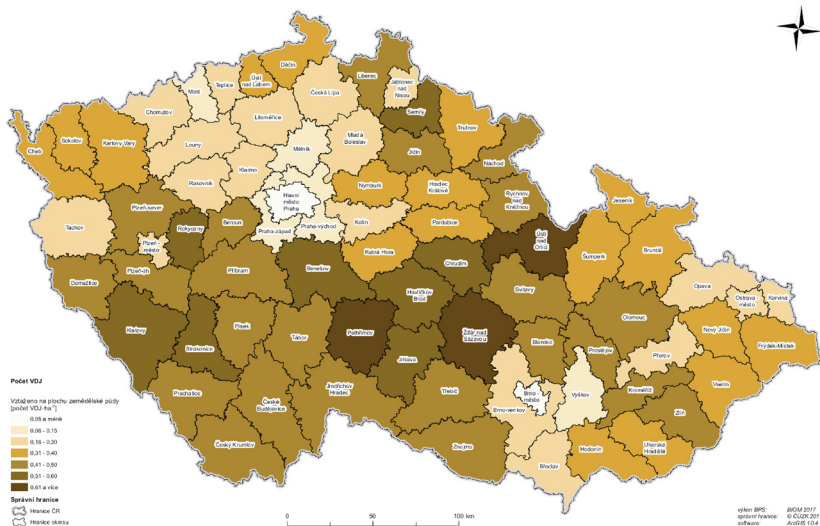 Děčín
Ústí
nad Labem
Teplice
Most
Liberec
Jablonec
nad
Nisou
Česká Lípa
Semily
Chomutov
Litoměřice
Trutnov
Sokolov
Karlovy Vary
Cheb
Louny
Mělník
Mladá
Boleslav
Jičín
Náchod
Kladno
Rakovník
Hlavní
město
Praha
Nymburk
Hradec
Králové
Rychnov
nad
Kněžnou
Jeseník
Plzeň-sever
Tachov
Rokycany
Beroun
Praha-západ
Praha-východ
Kolín
Pardubice
Ústí
nad
Orlicí
Šumperk
Bruntál
Plzeň -
město
Kutná Hora
Plzeň-jih
Domažlice
Příbram
Benešov
Chrudim
Opava
Ostrava -
město
Karviná
Havlíčkův
Brod
Svitavy
Olomouc
Klatovy
Strakonice
Písek
Tábor
Pelhřimov
Žďár nad
Sázavou
Nový Jičín
Frýdek-Místek
Blansko
Prostějov
Přerov
Jihlava
Prachatice
České
Budějovice
Jindřichův
Hradec
Třebíč
Brno-
město
Brno-venkov
Vyškov
Kroměříž
Vsetín
Zlín
Český Krumlov
Znojmo
Břeclav
Hodonín
Uherské
Hradiště
Počet VDJ
Vztaženo na plochu zemědělské půdy
[počet VDJ·ha⁻¹]
0,05 a méně
0,06 - 0,15
0,16 - 0,30
0,31 - 0,40
0,41 - 0,50
0,51 - 0,60
0,61 a více
Správní hranice
Hranice ČR
Hranice okresu
0 50 100 km
výkon BPS: BIOM 2017
správní hranice: © ČÚZK 201
software: ArcGIS 10.4